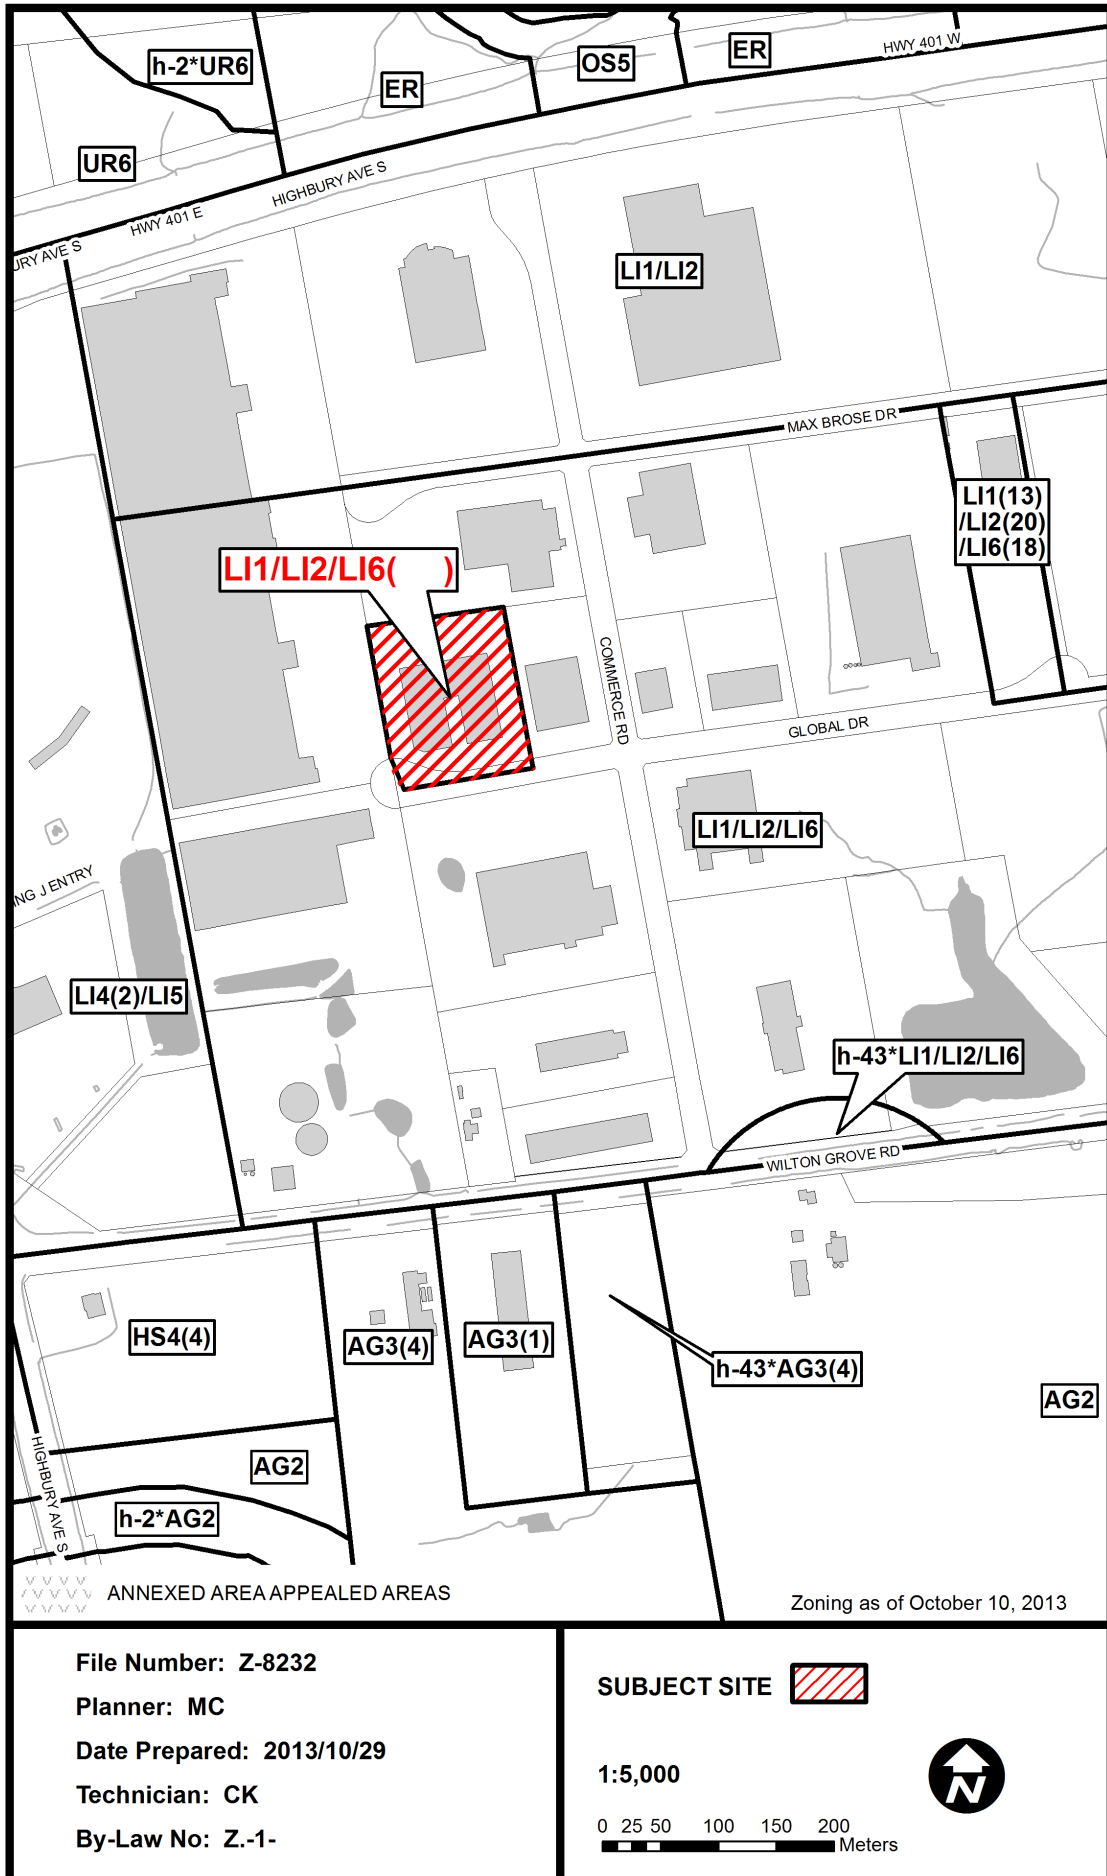 HWY 401 W
ER
OS5
h-2*UR6
ER
UR6
HIGHBURY AVE S
HWY 401 E
URY AVE S
LI1/LI2
MAX BROSE DR
LI1(13)
/LI2(20)
/LI6(18)
LI1/LI2/LI6( )
COMMERCE RD
GLOBAL DR
LI1/LI2/LI6
NG J ENTRY
LI4(2)/LI5
h-43*LI1/LI2/LI6
WILTON GROVE RD
HS4(4)
AG3(4)
AG3(1)
h-43*AG3(4)
AG2
HIGHBURY AVE S
AG2
h-2*AG2
ANNEXED AREA APPEALED AREAS
Zoning as of October 10, 2013
File Number: Z-8232
Planner: MC
Date Prepared: 2013/10/29
Technician: CK
By-Law No: Z.-1-
SUBJECT SITE
1:5,000
N
0 25 50 100 150 200
Meters